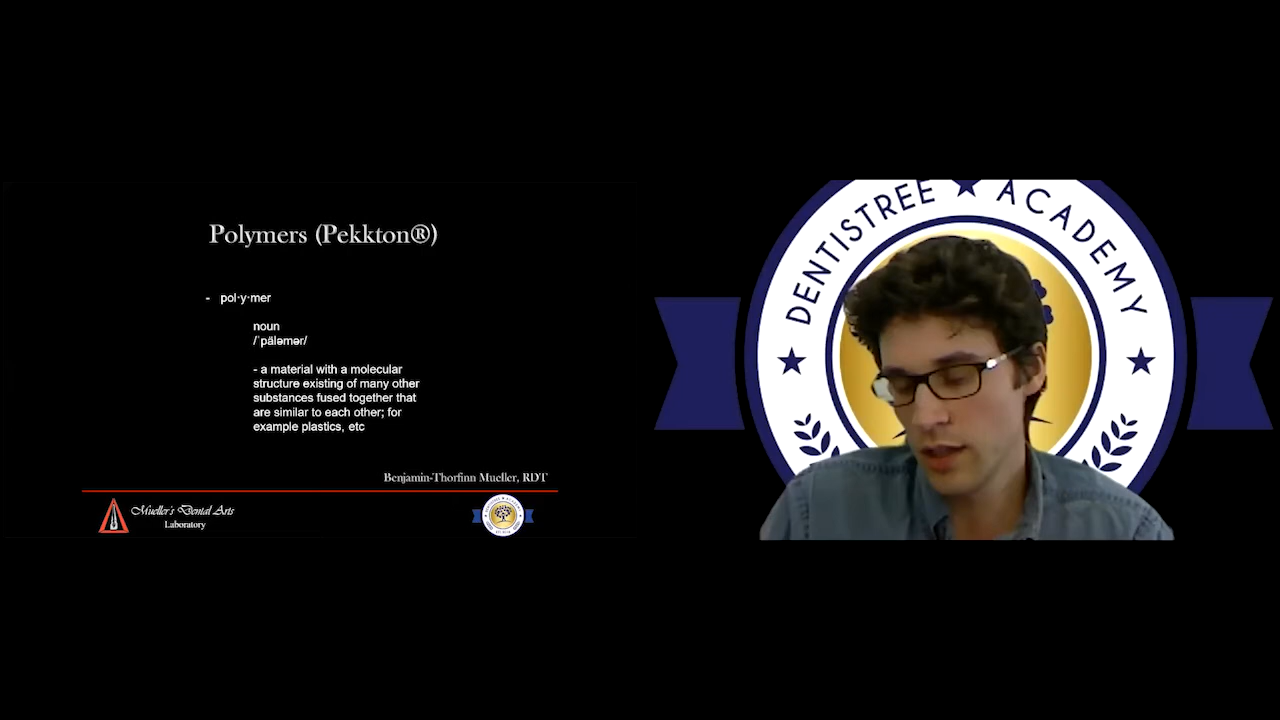 Polymers (Pekkton®)
- pol·y·mer
noun
/ˈpäləmər/
- a material with a molecular
structure existing of many other
substances fused together that
are similar to each other; for
example plastics, etc
Benjamin-Thorfinn Mueller, RDT
Mueller's Dental Arts
Laboratory
DENTISTREE ★ ACADEMY